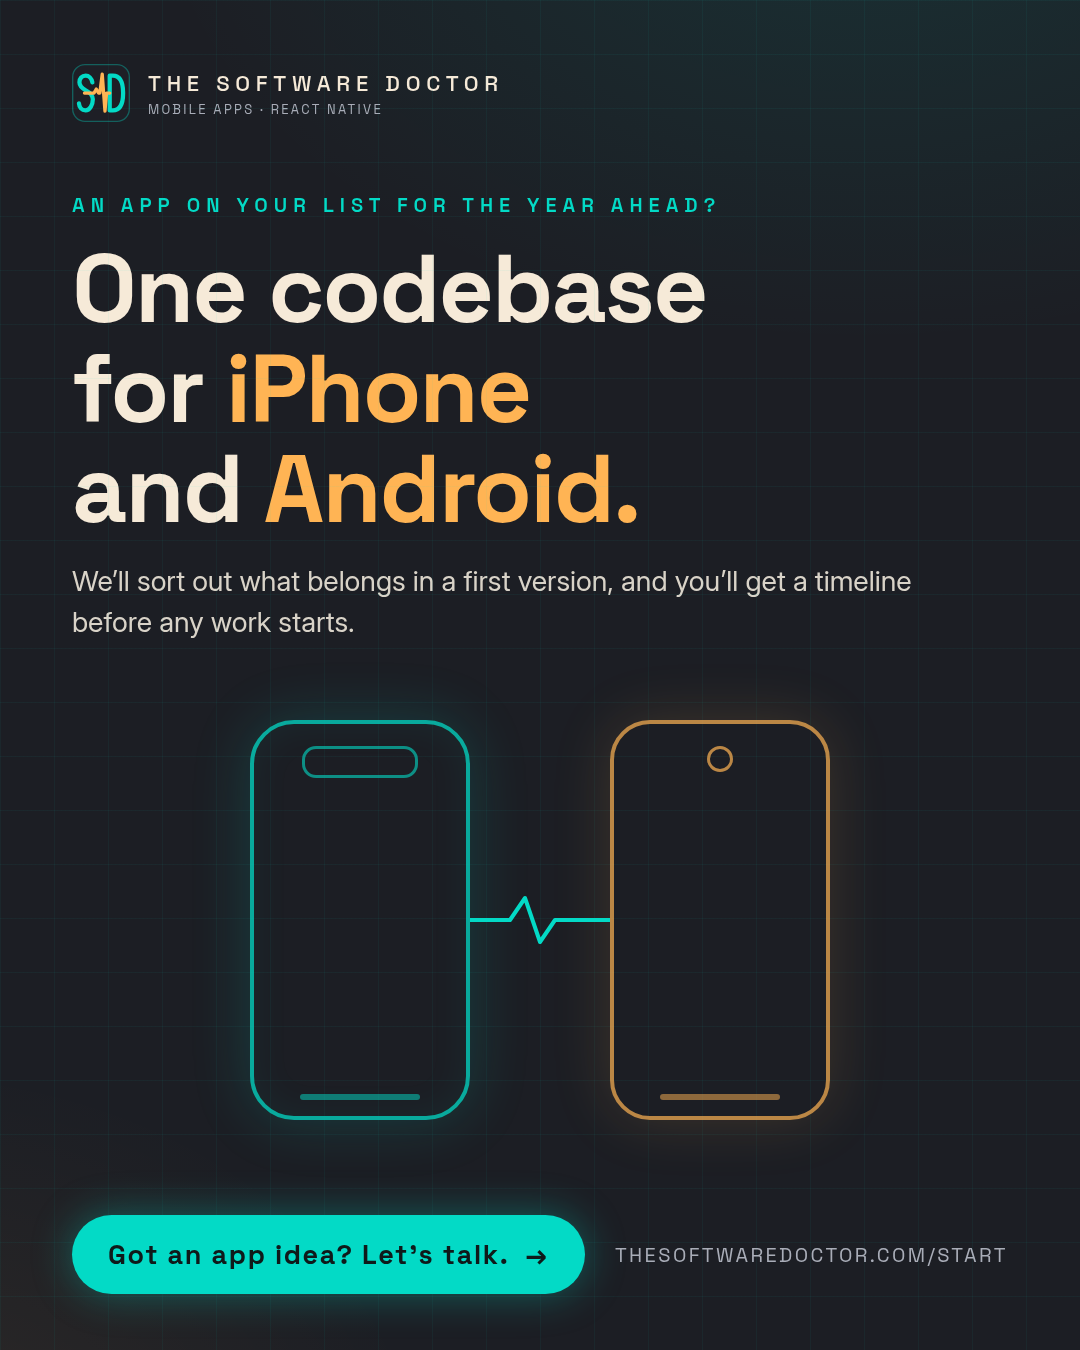 SD
THE SOFTWARE DOCTOR
MOBILE APPS · REACT NATIVE
AN APP ON YOUR LIST FOR THE YEAR AHEAD?
One codebase
for iPhone
and Android.
We’ll sort out what belongs in a first version, and you’ll get a timeline
before any work starts.
Got an app idea? Let’s talk. →
THESOFTWAREDOCTOR.COM/START